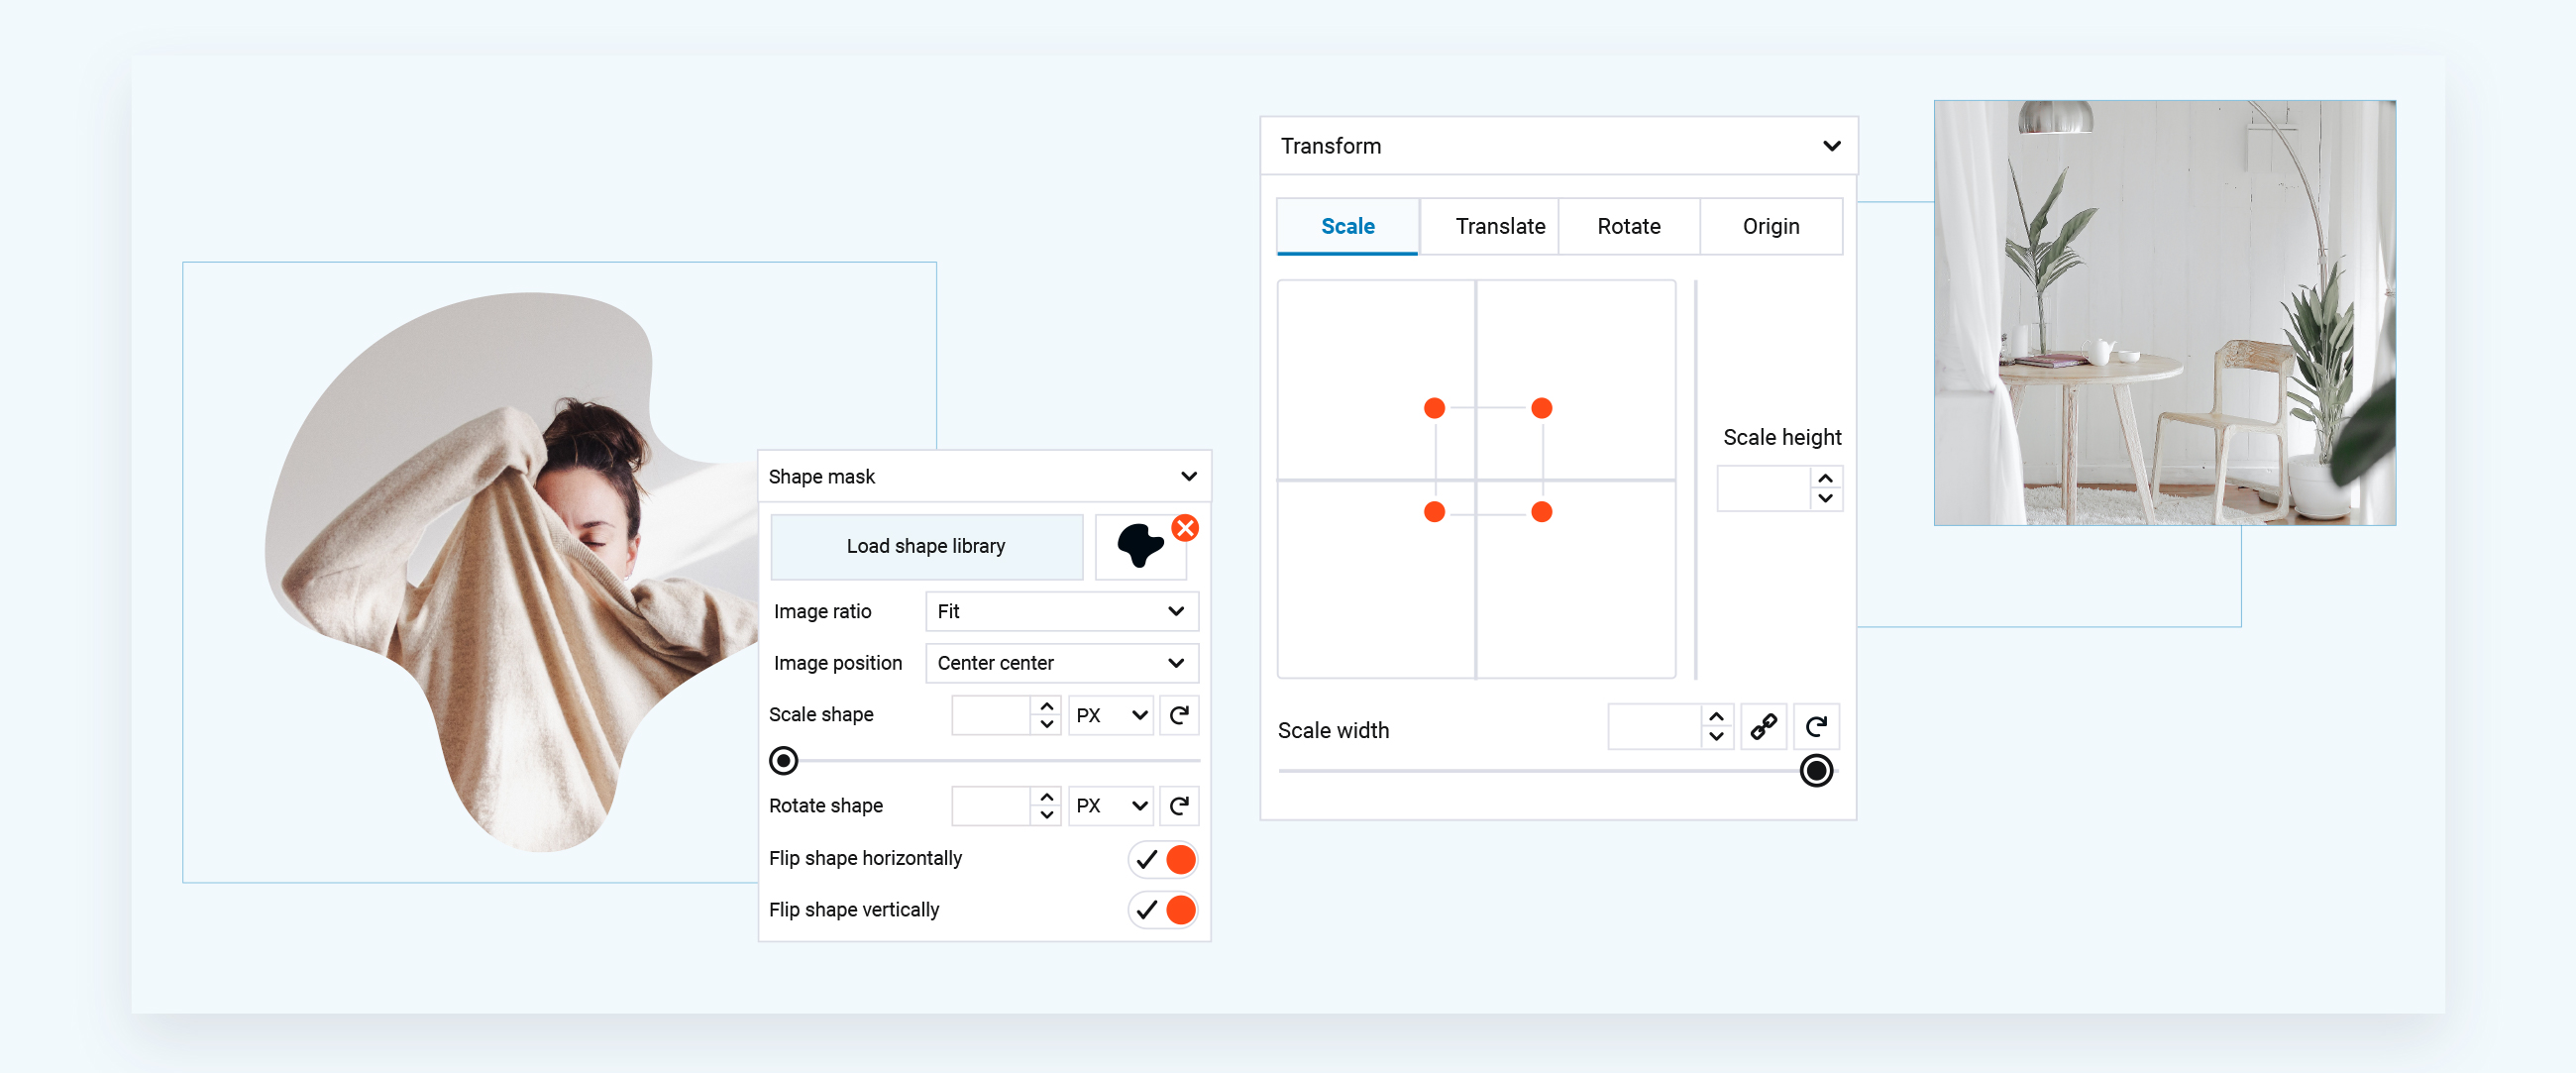 Shape mask
Load shape library
Image ratio Fit
Image position Center center
Scale shape PX
Rotate shape PX
Flip shape horizontally
Flip shape vertically
Transform
Scale Translate Rotate Origin
Scale height
Scale width